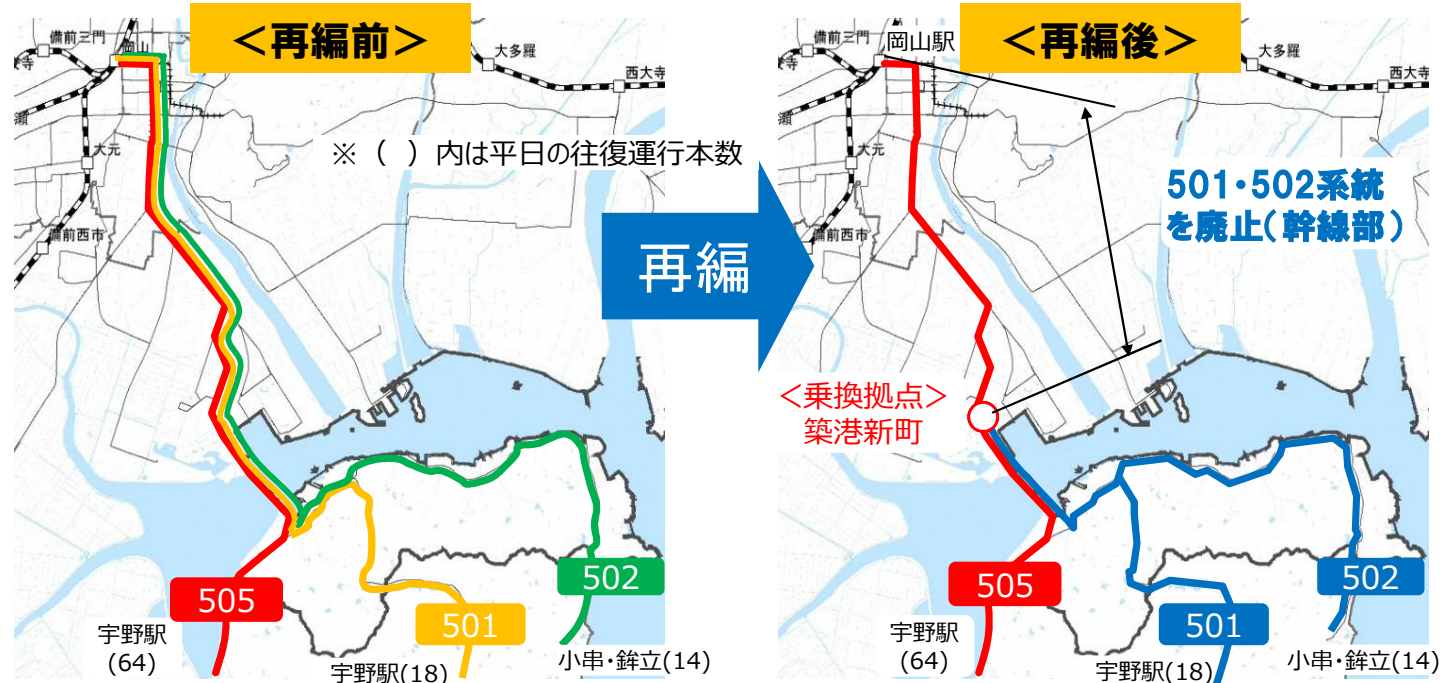 <再編前>
備前三門
岡山
大多羅
西大寺
大元
備前西市
※（ ）内は平日の往復運行本数
505
501
502
宇野駅
(64)
宇野駅(18)
小串・鉾立(14)
再編
<再編後>
備前三門
岡山駅
大多羅
西大寺
大元
備前西市
501・502系統
を廃止(幹線部)
<乗換拠点>
築港新町
505
501
502
宇野駅
(64)
宇野駅(18)
小串・鉾立(14)